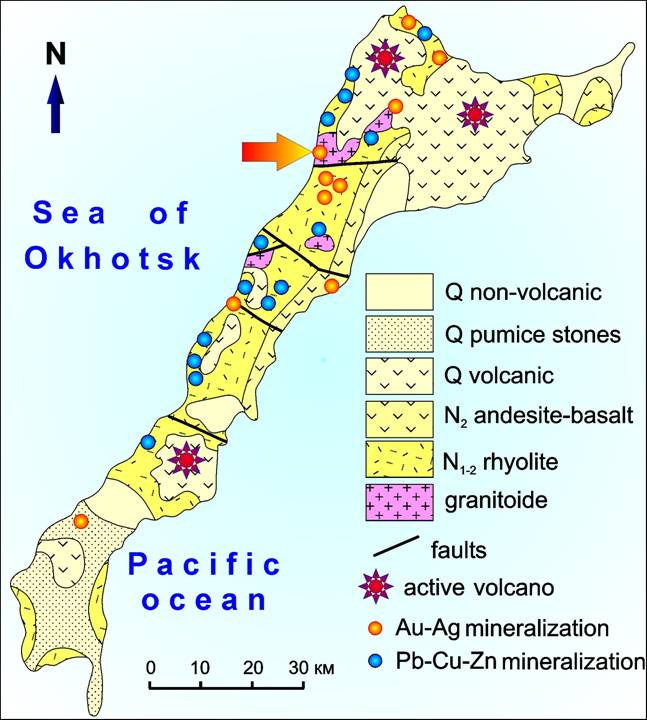 N
Sea of
Okhotsk
Q non-volcanic
Q pumice stones
Q volcanic
N₂ andesite-basalt
N₁₋₂ rhyolite
granitoide
faults
active volcano
Au-Ag mineralization
Pb-Cu-Zn mineralization
Pacific
ocean
0 10 20 30 км